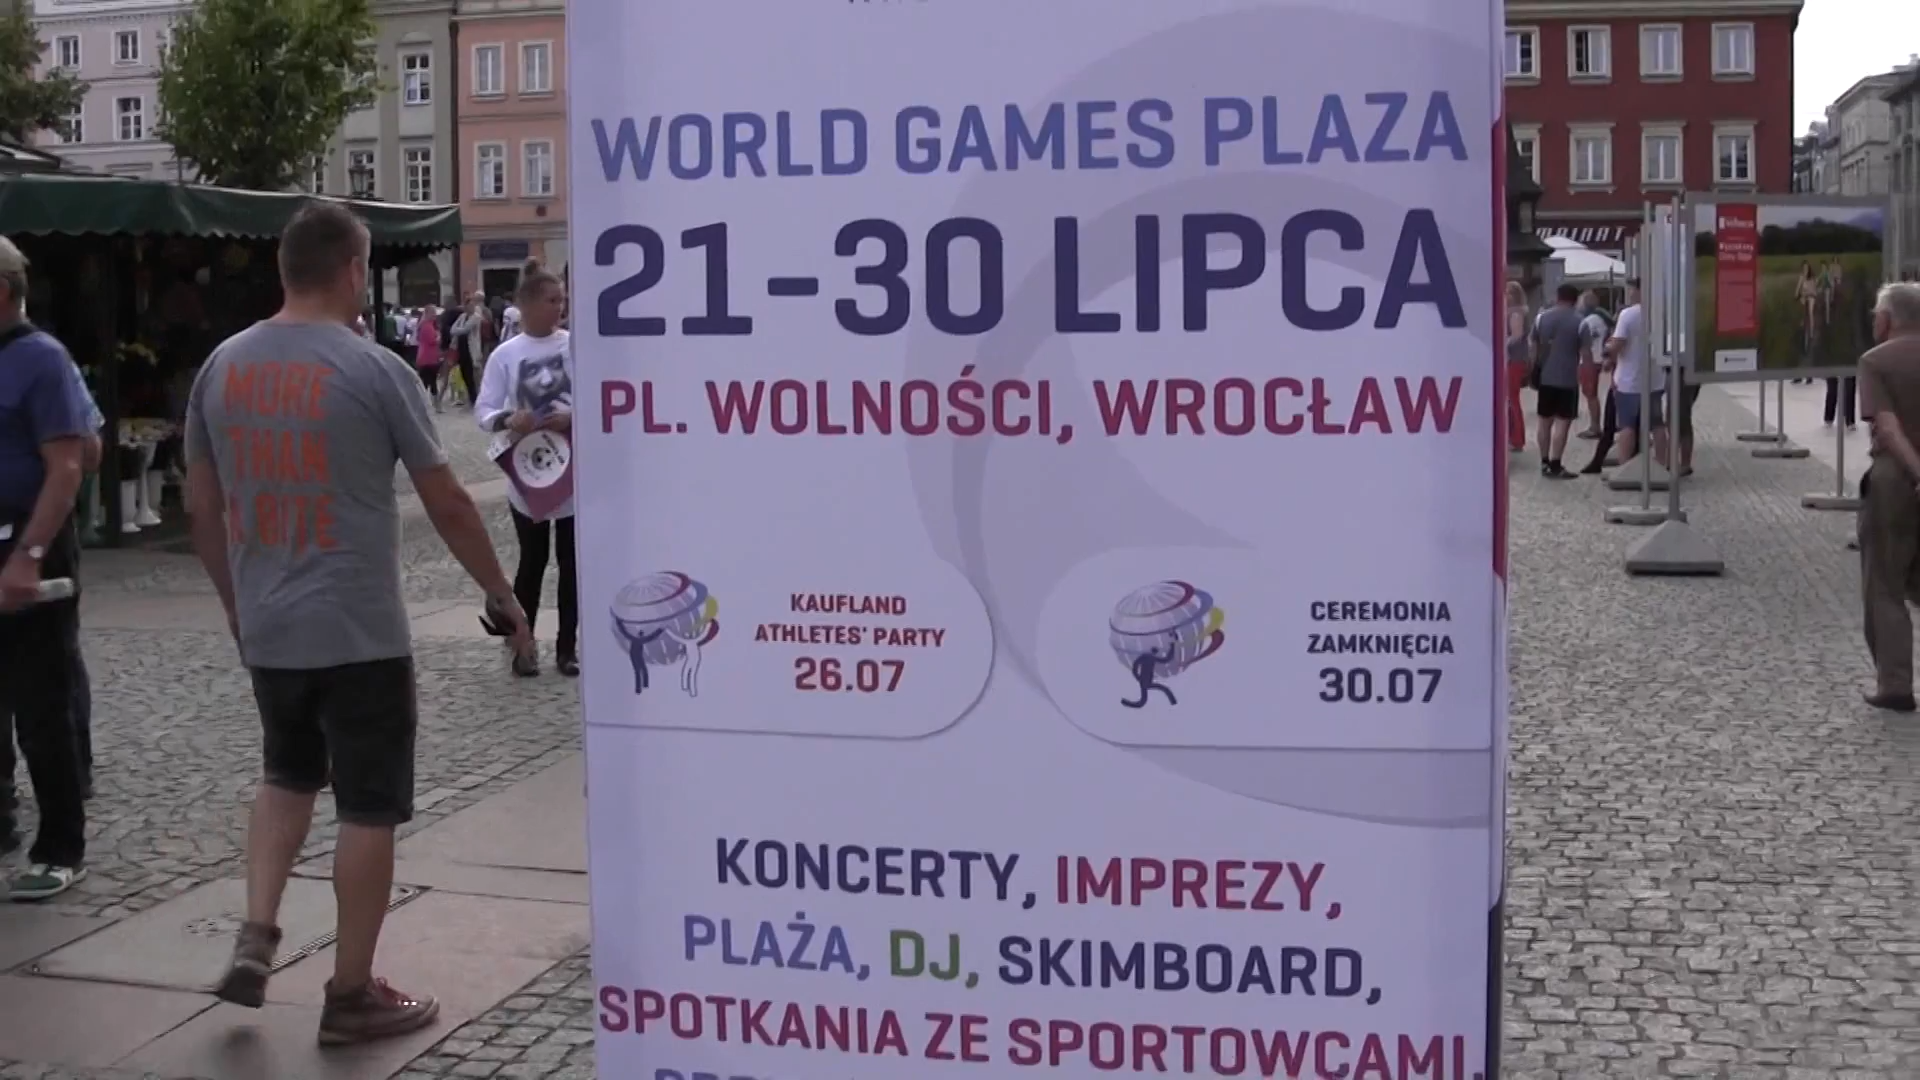 WORLD GAMES PLAZA
21-30 LIPCA
PL. WOLNOŚCI, WROCŁAW
KAUFLAND
ATHLETES' PARTY
26.07
CEREMONIA
ZAMKNIĘCIA
30.07
KONCERTY, IMPREZY,
PLAŻA, DJ, SKIMBOARD,
SPOTKANIA ZE SPORTOWCAMI,
MORE
THAN
A BITE